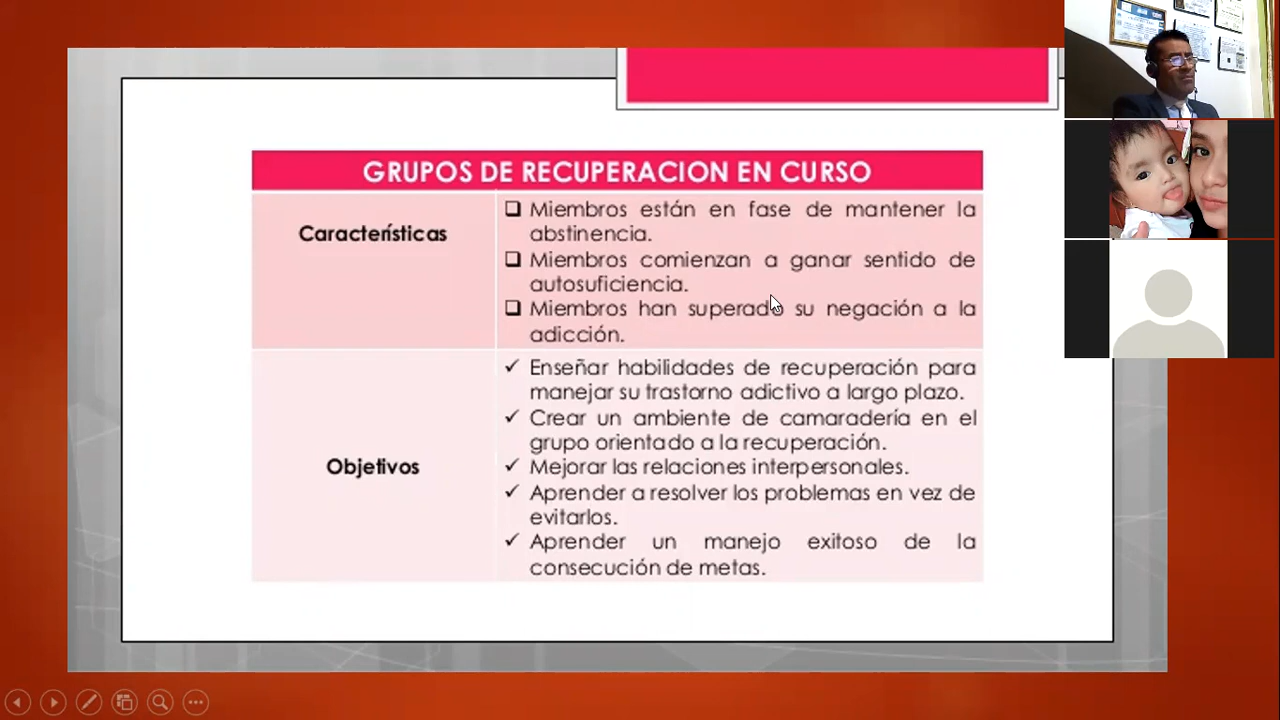 GRUPOS DE RECUPERACION EN CURSO
Características
❑ Miembros están en fase de mantener la
abstinencia.
❑ Miembros comienzan a ganar sentido de
autosuficiencia.
❑ Miembros han superado su negación a la
adicción.
Objetivos
✓ Enseñar habilidades de recuperación para
manejar su trastorno adictivo a largo plazo.
✓ Crear un ambiente de camaradería en el
grupo orientado a la recuperación.
✓ Mejorar las relaciones interpersonales.
✓ Aprender a resolver los problemas en vez de
evitarlos.
✓ Aprender un manejo exitoso de la
consecución de metas.